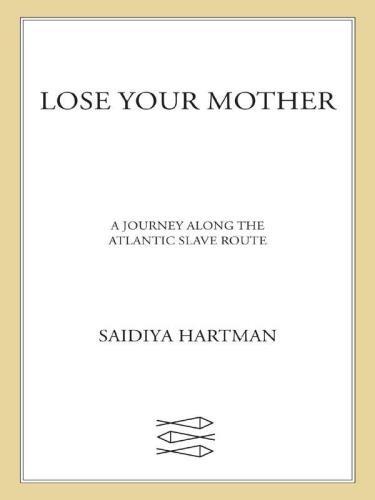 LOSE YOUR MOTHER
A JOURNEY ALONG THE
ATLANTIC SLAVE ROUTE
SAIDIYA HARTMAN